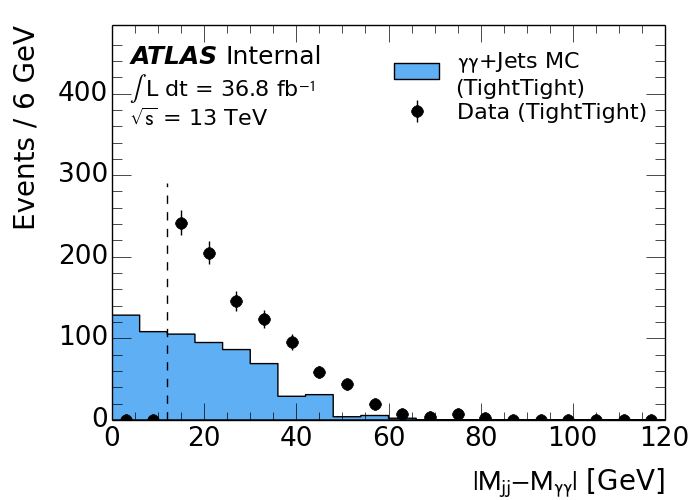 ATLAS Internal
∫L dt = 36.8 fb⁻¹
√s = 13 TeV
γγ+Jets MC
(TightTight)
Data (TightTight)
Events / 6 GeV
400
300
200
100
0
0 20 40 60 80 100 120
|Mjj−Mγγ| [GeV]